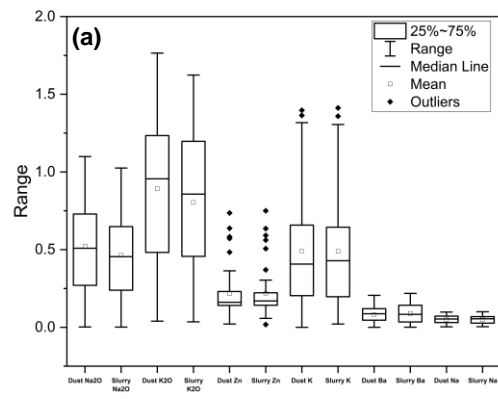 (a)
25%~75%
Range
Median Line
Mean
Outliers
Range
2.0
1.5
1.0
0.5
0.0
Dust Na2O
Slurry Na2O
Dust K2O
Slurry K2O
Dust Zn
Slurry Zn
Dust K
Slurry K
Dust Ba
Slurry Ba
Dust Na
Slurry Na